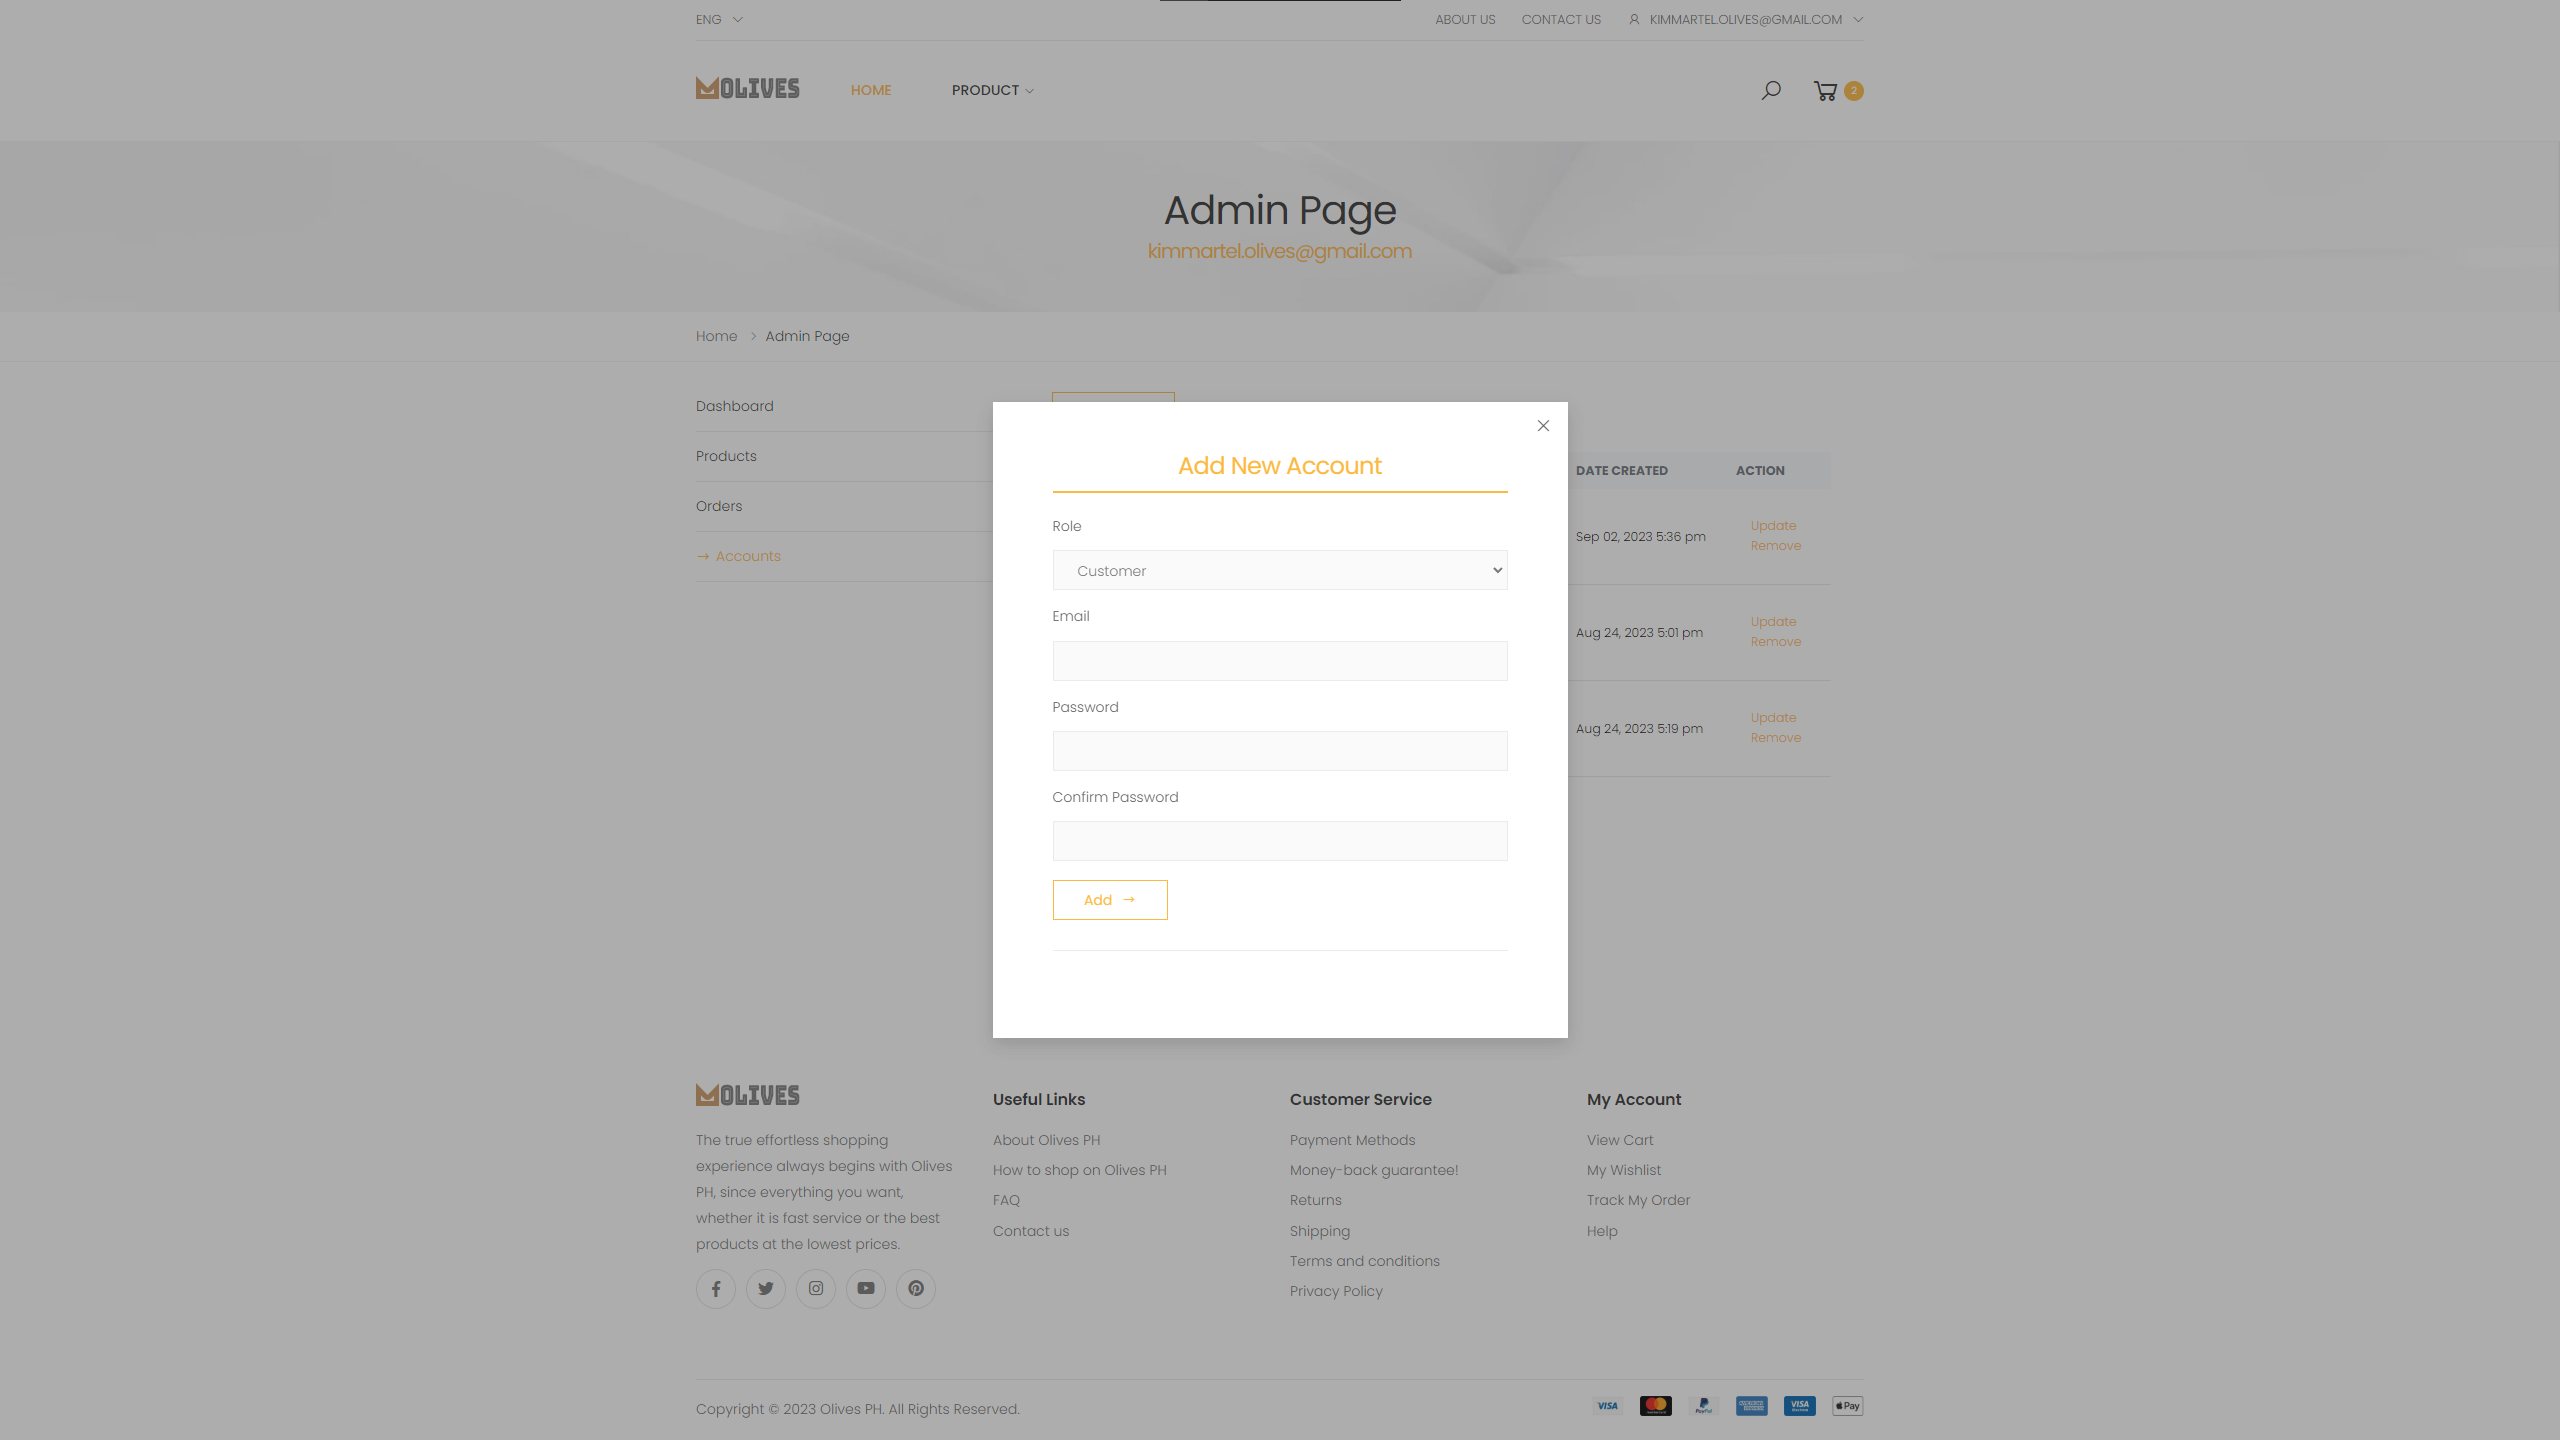 ENG
ABOUT US
CONTACT US
KIMMARTEL.OLIVES@GMAIL.COM
OLIVES
HOME
PRODUCT
2
Admin Page
kimmartel.olives@gmail.com
Home
Admin Page
Dashboard
Products
Orders
Accounts
DATE CREATED
ACTION
Sep 02, 2023 5:36 pm
Update
Remove
Aug 24, 2023 5:01 pm
Update
Remove
Aug 24, 2023 5:19 pm
Update
Remove
Add New Account
Role
Customer
Email
Password
Confirm Password
Add
OLIVES
The true effortless shopping
experience always begins with Olives
PH, since everything you want,
whether it is fast service or the best
products at the lowest prices.
Useful Links
About Olives PH
How to shop on Olives PH
FAQ
Contact us
Customer Service
Payment Methods
Money-back guarantee!
Returns
Shipping
Terms and conditions
Privacy Policy
My Account
View Cart
My Wishlist
Track My Order
Help
Copyright © 2023 Olives PH. All Rights Reserved.
VISA
PayPal
VISA
Pay